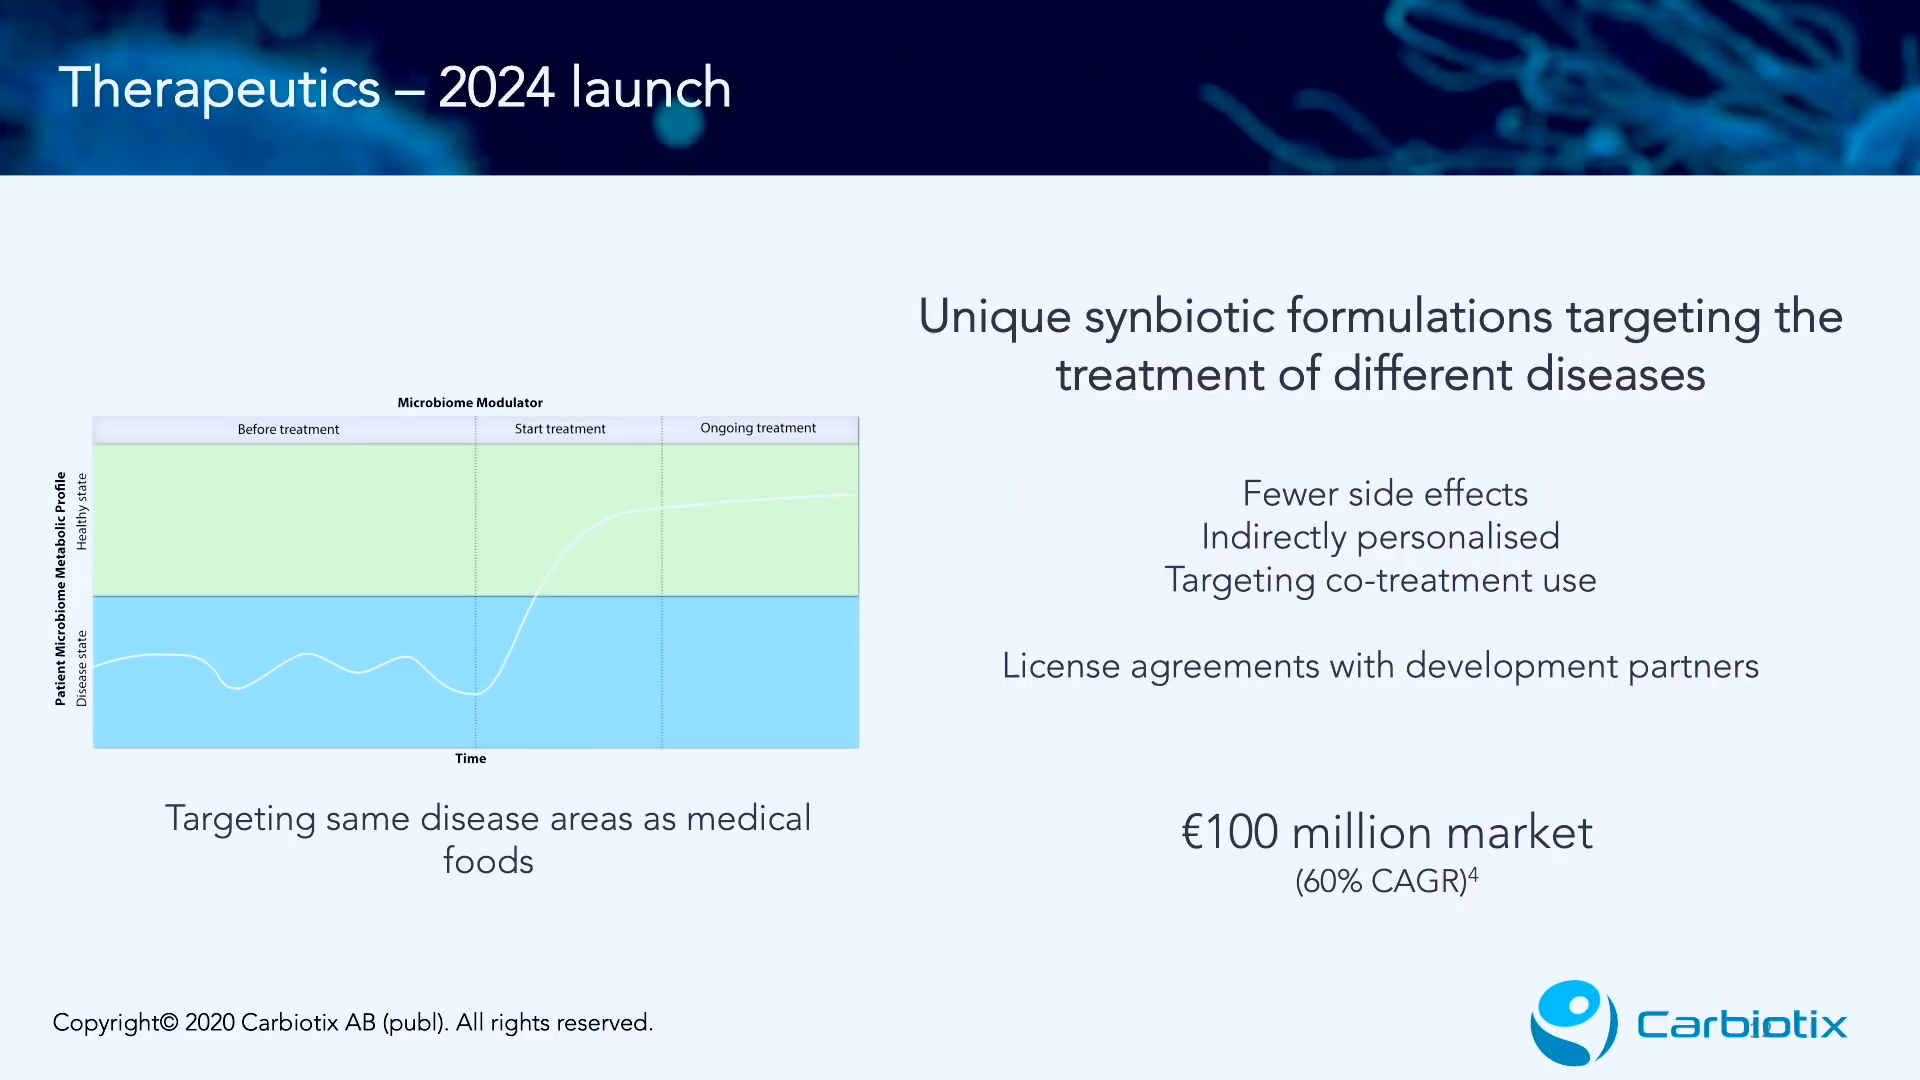 Therapeutics – 2024 launch
Microbiome Modulator
Before treatment
Start treatment
Ongoing treatment
Patient Microbiome Metabolic Profile
Healthy state
Disease state
Time
Targeting same disease areas as medical
foods
Unique synbiotic formulations targeting the
treatment of different diseases
Fewer side effects
Indirectly personalised
Targeting co-treatment use
License agreements with development partners
€100 million market
(60% CAGR)⁴
Copyright© 2020 Carbiotix AB (publ). All rights reserved.
Carbiotix